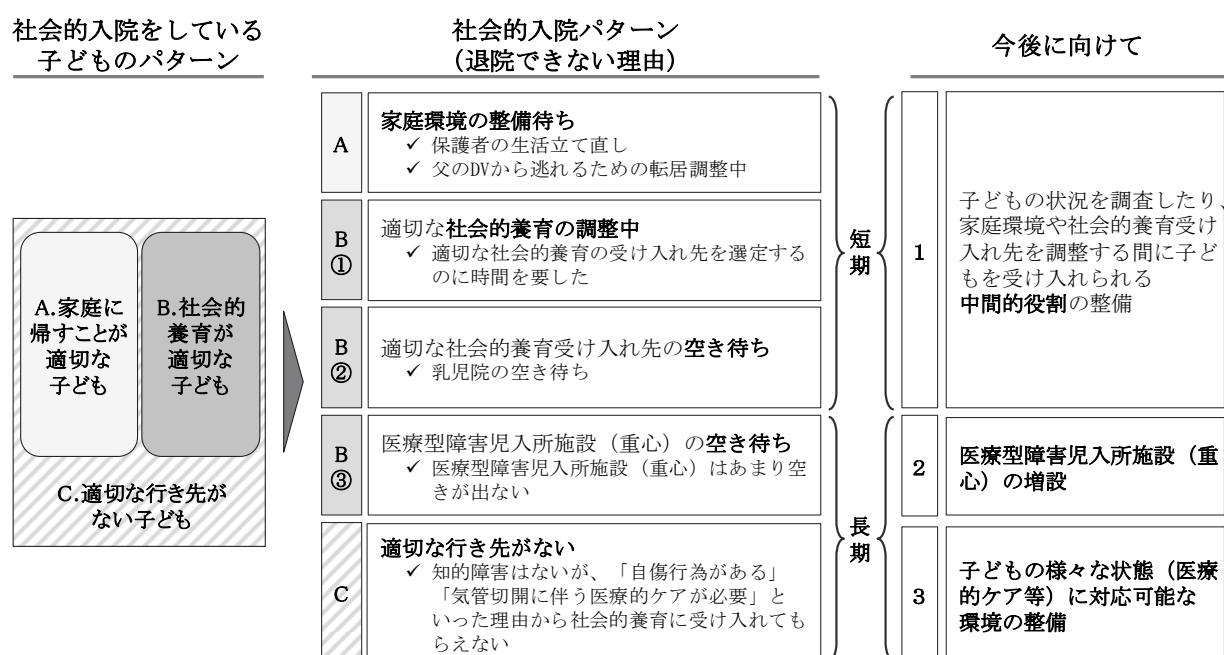 社会的入院をしている
子どものパターン
社会的入院パターン
（退院できない理由）
今後に向けて
A.家庭に
帰すことが
適切な
子ども
B.社会的
養育が
適切な
子ども
C.適切な行き先が
ない子ども
A
家庭環境の整備待ち
✓ 保護者の生活立て直し
✓ 父のDVから逃れるための転居調整中
B
①
適切な社会的養育の調整中
✓ 適切な社会的養育の受け入れ先を選定する
のに時間を要した
B
②
適切な社会的養育受け入れ先の空き待ち
✓ 乳児院の空き待ち
B
③
医療型障害児入所施設（重心）の空き待ち
✓ 医療型障害児入所施設（重心）はあまり空
きが出ない
C
適切な行き先がない
✓ 知的障害はないが、「自傷行為がある」
「気管切開に伴う医療的ケアが必要」と
いった理由から社会的養育に受け入れても
らえない
短
期
長
期
1
子どもの状況を調査したり、
家庭環境や社会的養育受け
入れ先を調整する間に子ど
もを受け入れられる
中間的役割の整備
2
医療型障害児入所施設（重
心）の増設
3
子どもの様々な状態（医療
的ケア等）に対応可能な
環境の整備